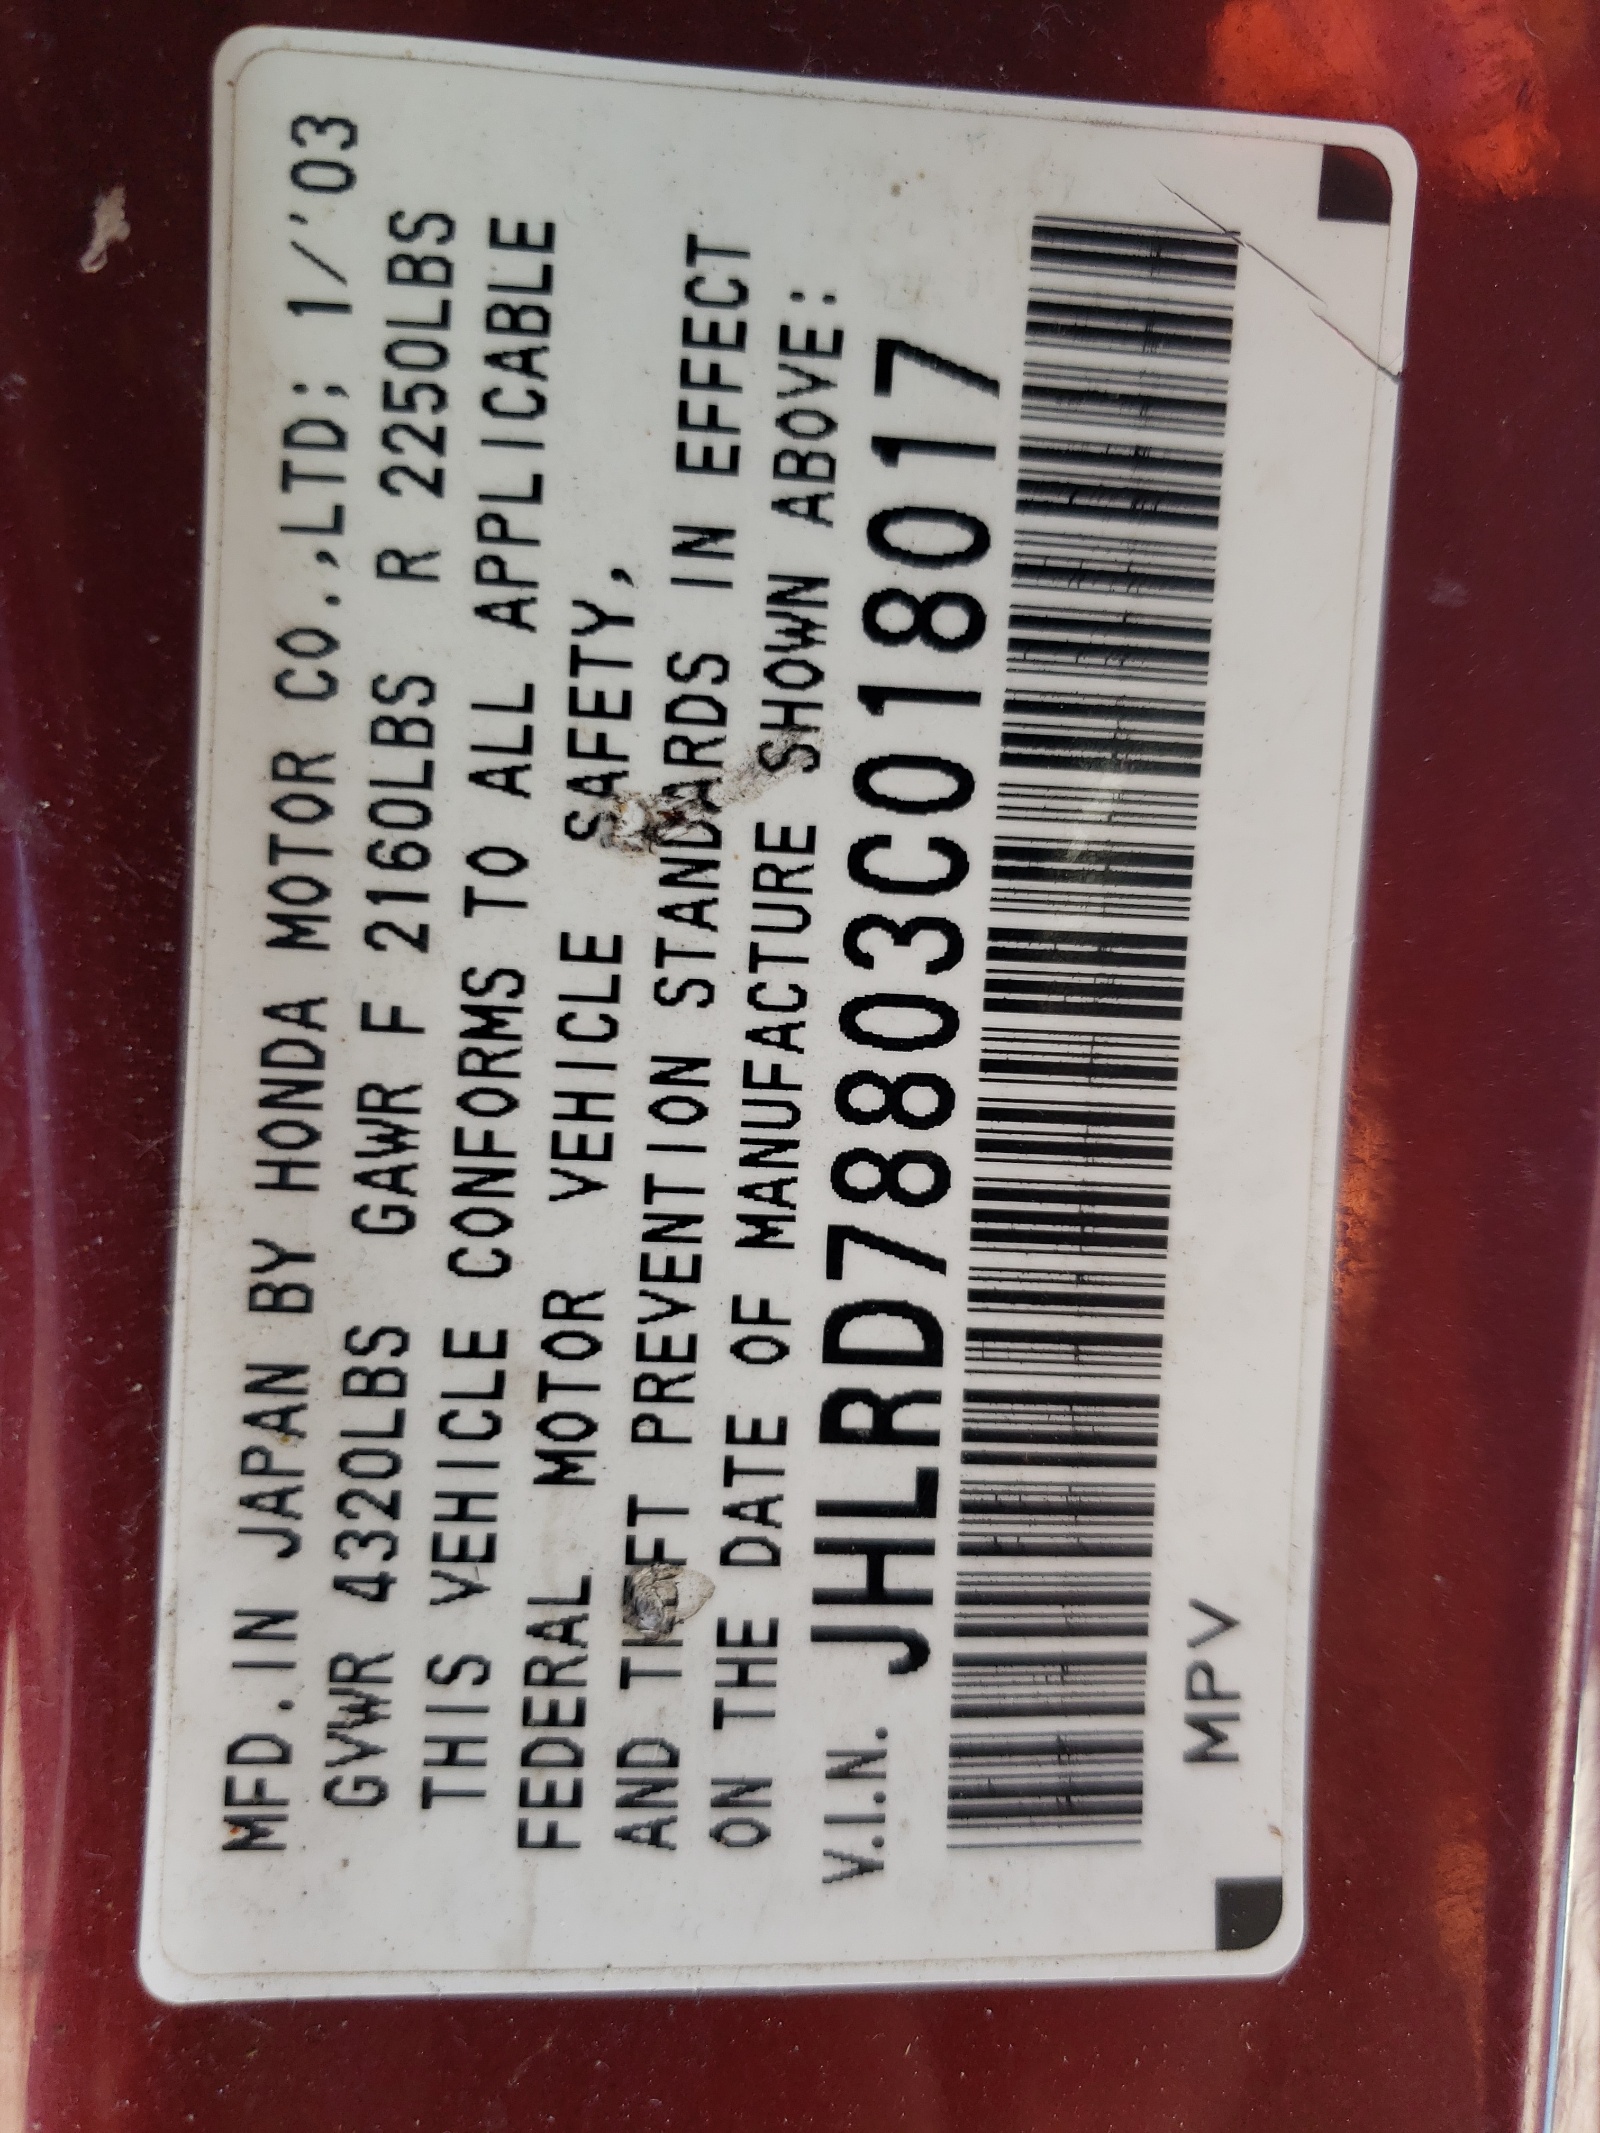 MFD.IN JAPAN BY HONDA MOTOR CO.,LTD; 1/'03
GVWR 4320LBS GAWR F 2160LBS R 2250LBS
THIS VEHICLE CONFORMS TO ALL APPLICABLE
FEDERAL MOTOR VEHICLE SAFETY,
AND THEFT PREVENTION STANDARDS IN EFFECT
ON THE DATE OF MANUFACTURE SHOWN ABOVE:
V.I.N. JHLRD78803C018017
MPV